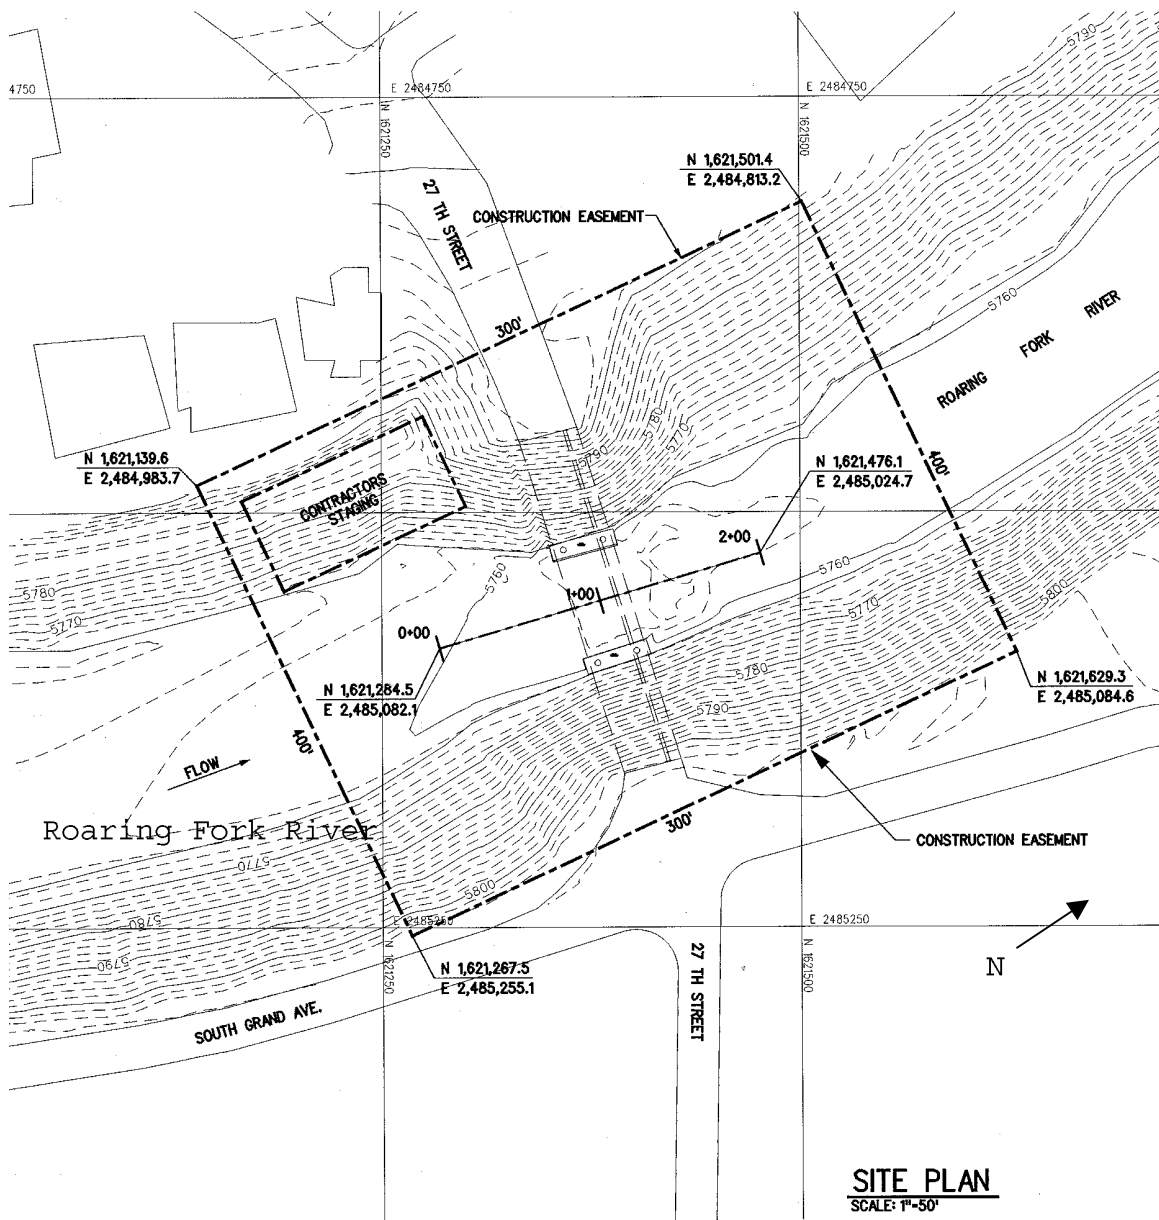 5790
4750
E 2484750
E 2484750
N 1621250
N 1621500
N 1,621,501.4
E 2,484,813.2
27 TH STREET
CONSTRUCTION EASEMENT
5760
ROARING FORK RIVER
300'
5780
5770
5790
N 1,621,139.6
E 2,484,983.7
CONTRACTORS
STAGING
N 1,621,476.1
E 2,485,024.7
400'
2+00
5760
5760
1+00
5770
5800
5780
5770
0+00
N 1,621,284.5
E 2,485,082.1
5780
5790
N 1,621,629.3
E 2,485,084.6
400'
FLOW
300'
Roaring Fork River
CONSTRUCTION EASEMENT
5770
5800
5780
E 2485250
E 2485250
5790
N 1621250
N 1621500
N 1,621,267.5
E 2,485,255.1
27 TH STREET
N
SOUTH GRAND AVE.
SITE PLAN
SCALE: 1"=50'